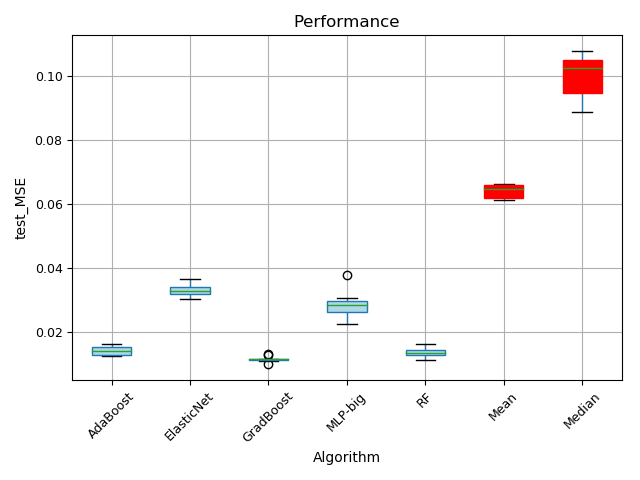 Performance
test_MSE
0.10
0.08
0.06
0.04
0.02
AdaBoost
ElasticNet
GradBoost
MLP-big
RF
Mean
Median
Algorithm